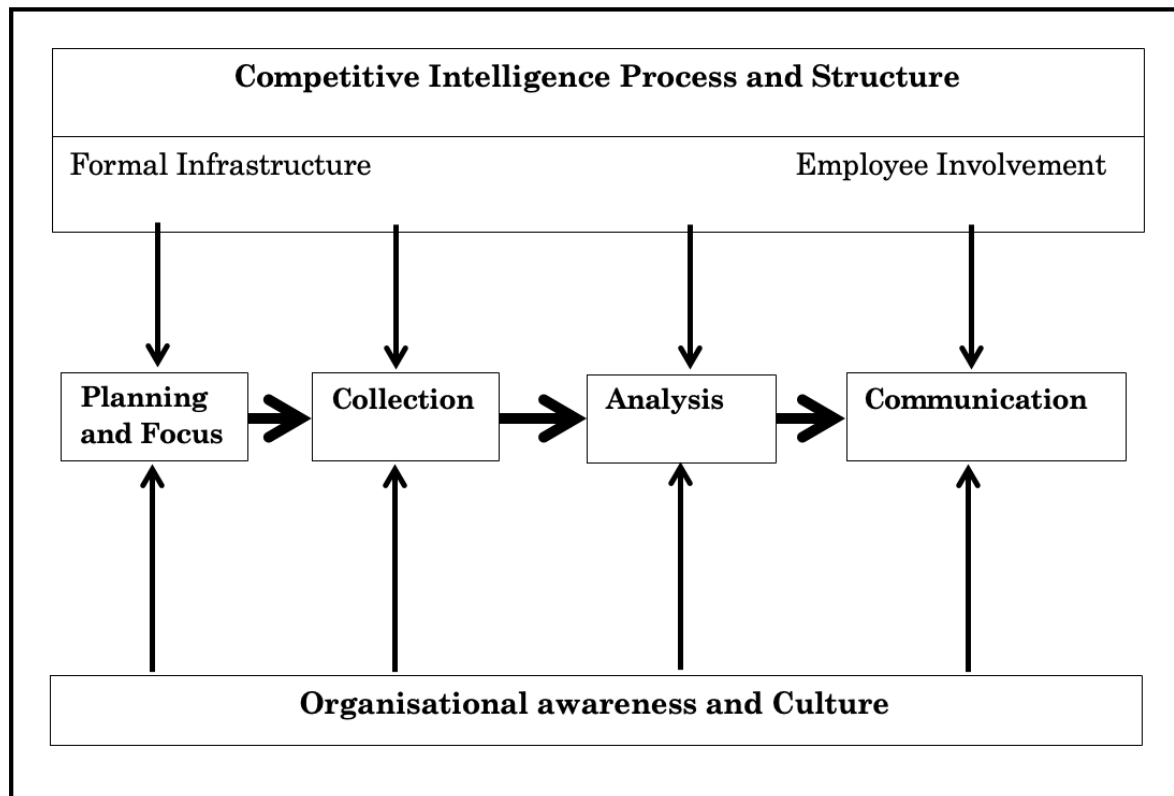 Competitive Intelligence Process and Structure
Formal Infrastructure
Employee Involvement
Planning
and Focus
Collection
Analysis
Communication
Organisational awareness and Culture